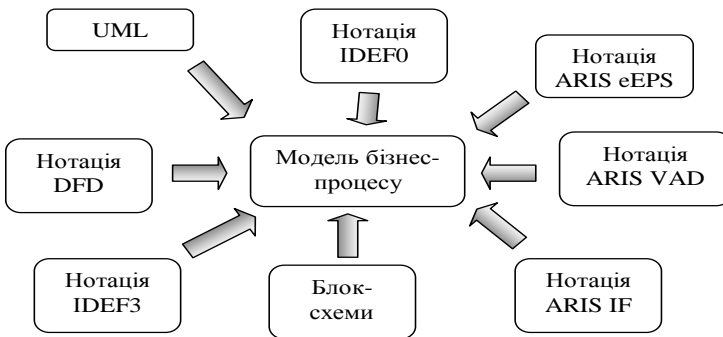 UML
Нотація
IDEF0
Нотація
ARIS eEPS
Нотація
DFD
Модель бізнес-
процесу
Нотація
ARIS VAD
Нотація
IDEF3
Блок-
схеми
Нотація
ARIS IF